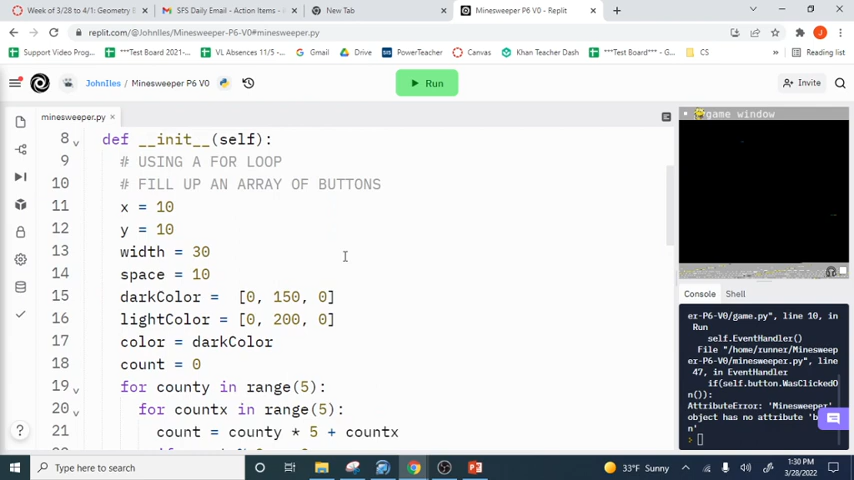 Week of 3/28 to 4/1: Geometry 8
SFS Daily Email - Action Items - J
New Tab
Minesweeper P6 V0 - Replit
replit.com/@JohnIles/Minesweeper-P6-V0#minesweeper.py
Support Video Progr...
***Test Board 2021-...
VL Absences 11/5 -...
Gmail
Drive
PowerTeacher
Canvas
Khan Teacher Dash
***Test Board -...
CS
Reading list
JohnIles / Minesweeper P6 V0
Run
Invite
minesweeper.py
game window
8 def __init__(self):
9 # USING A FOR LOOP
10 # FILL UP AN ARRAY OF BUTTONS
11 x = 10
12 y = 10
13 width = 30
14 space = 10
15 darkColor = [0, 150, 0]
16 lightColor = [0, 200, 0]
17 color = darkColor
18 count = 0
19 for county in range(5):
20 for countx in range(5):
21 count = county * 5 + countx
Console Shell
er-P6-V0/game.py", line 10, in
Run
self.EventHandler()
File "/home/runner/Minesweep
er-P6-V0/minesweeper.py", line
47, in EventHandler
if(self.button.WasClickedO
n()):
AttributeError: 'Minesweeper'
object has no attribute
Type here to search
33°F Sunny
1:30 PM
3/28/2022